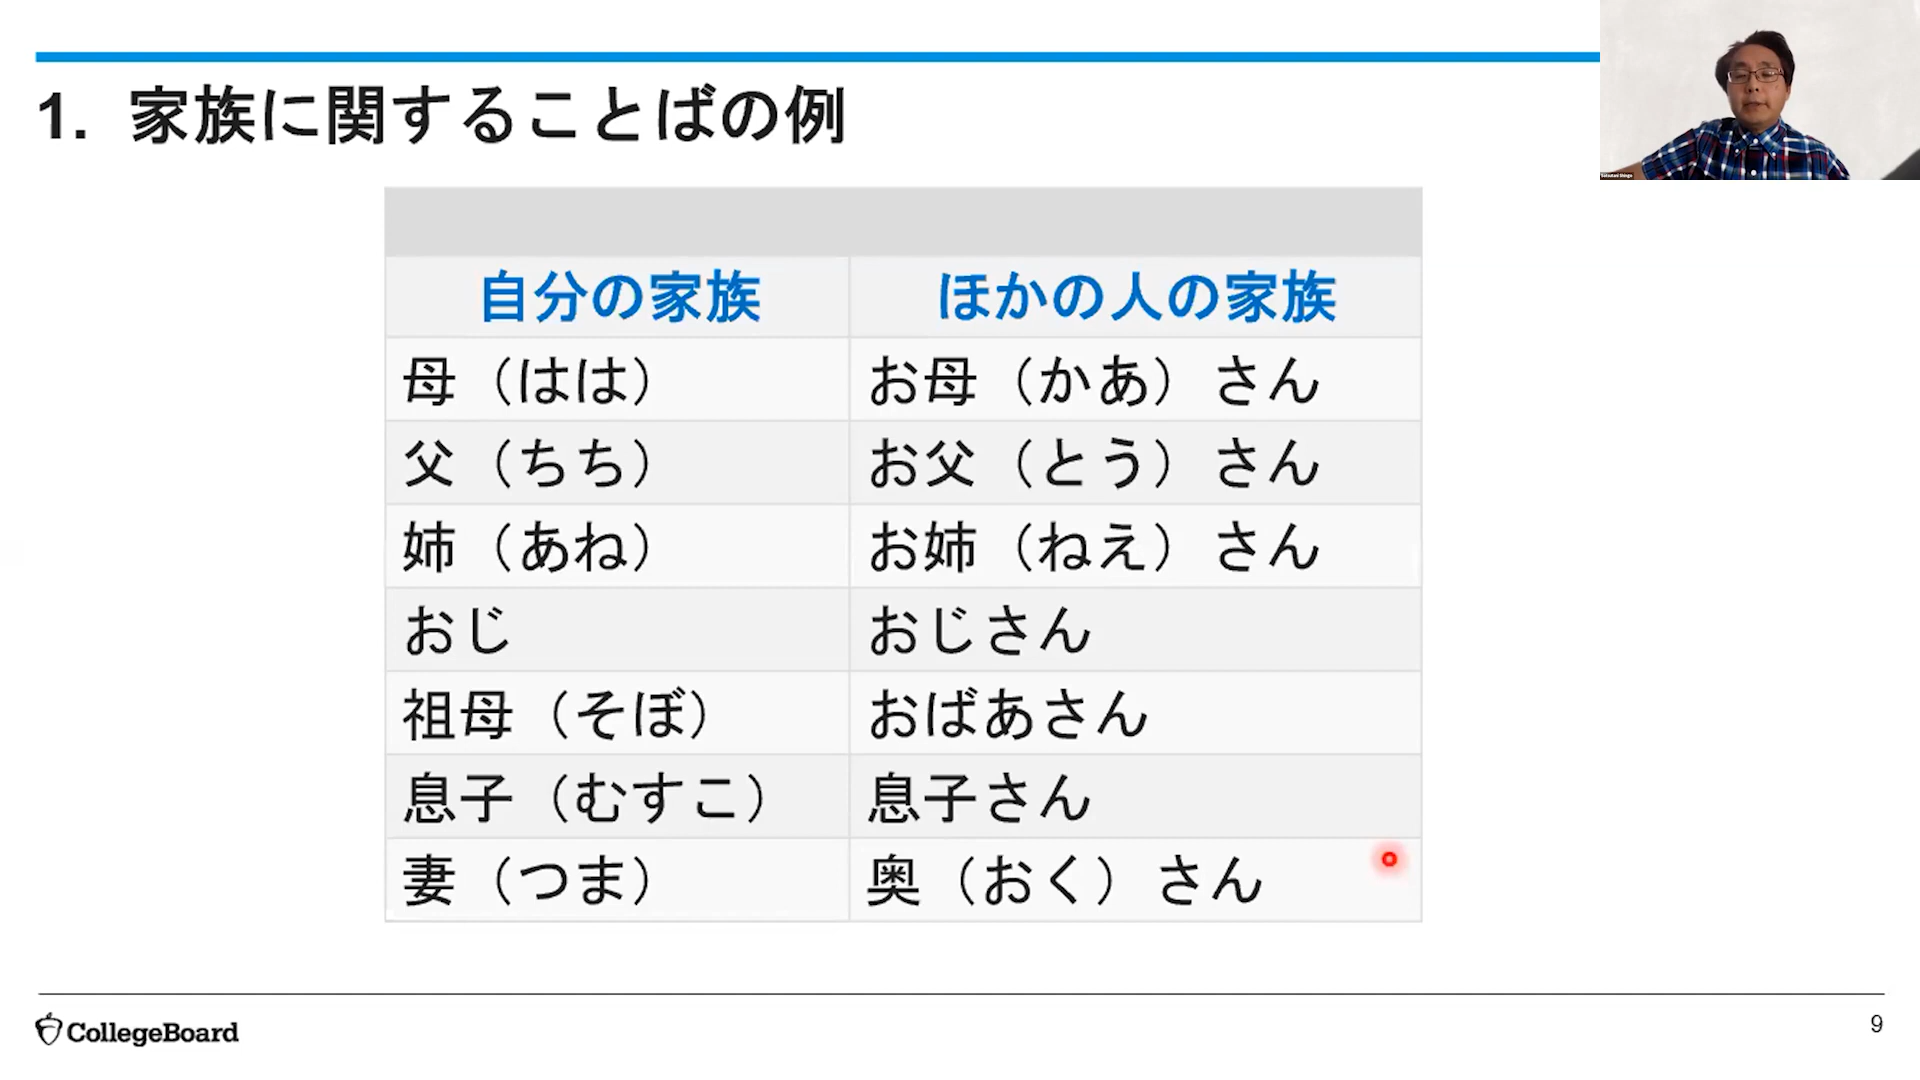 1. 家族に関することばの例
自分の家族 ほかの人の家族
母（はは） お母（かあ）さん
父（ちち） お父（とう）さん
姉（あね） お姉（ねえ）さん
おじ おじさん
祖母（そぼ） おばあさん
息子（むすこ） 息子さん
妻（つま） 奥（おく）さん
CollegeBoard
9